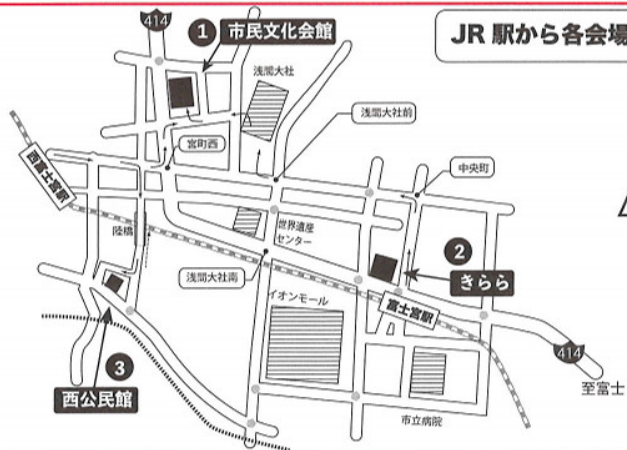 JR 駅から各会場
414
① 市民文化会館
浅間大社
浅間大社前
宮町西
中央町
西富士宮駅
世界遺産
センター
陸橋
② きらら
浅間大社南
イオンモール
富士宮駅
③
西公民館
414
至富士
市立病院